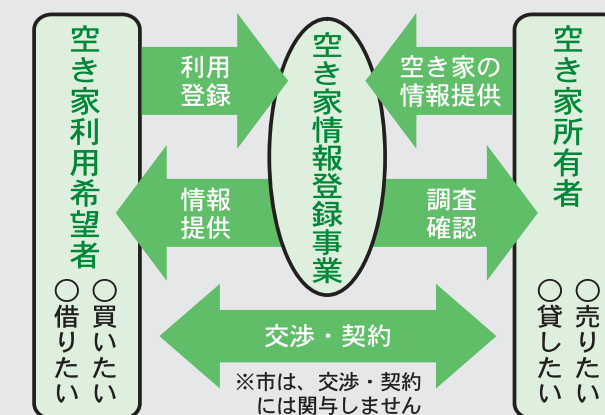 空き家利用希望者
○買いたい
○借りたい
利用
登録
情報
提供
空き家情報登録事業
空き家の
情報提供
調査
確認
交渉・契約
※市は、交渉・契約
には関与しません
空き家所有者
○売りたい
○貸したい